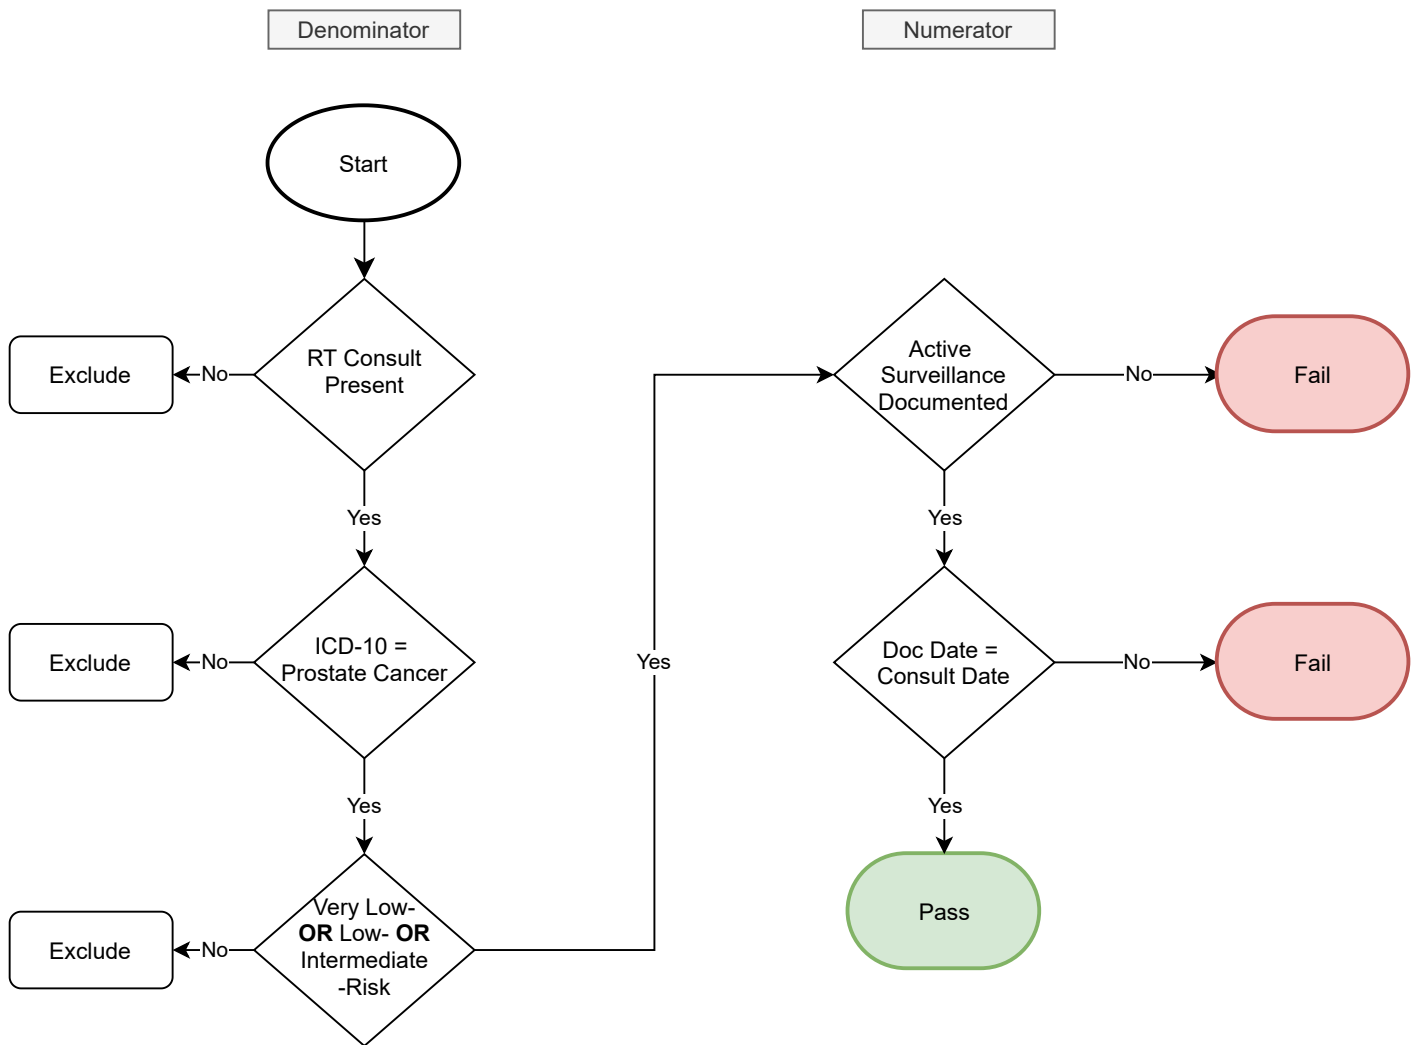 Denominator
Numerator
Start
RT Consult
Present
No
Exclude
Yes
ICD-10 =
Prostate Cancer
No
Exclude
Yes
Very Low-
OR Low- OR
Intermediate
-Risk
No
Exclude
Yes
Active
Surveillance
Documented
No
Fail
Yes
Doc Date =
Consult Date
No
Fail
Yes
Pass